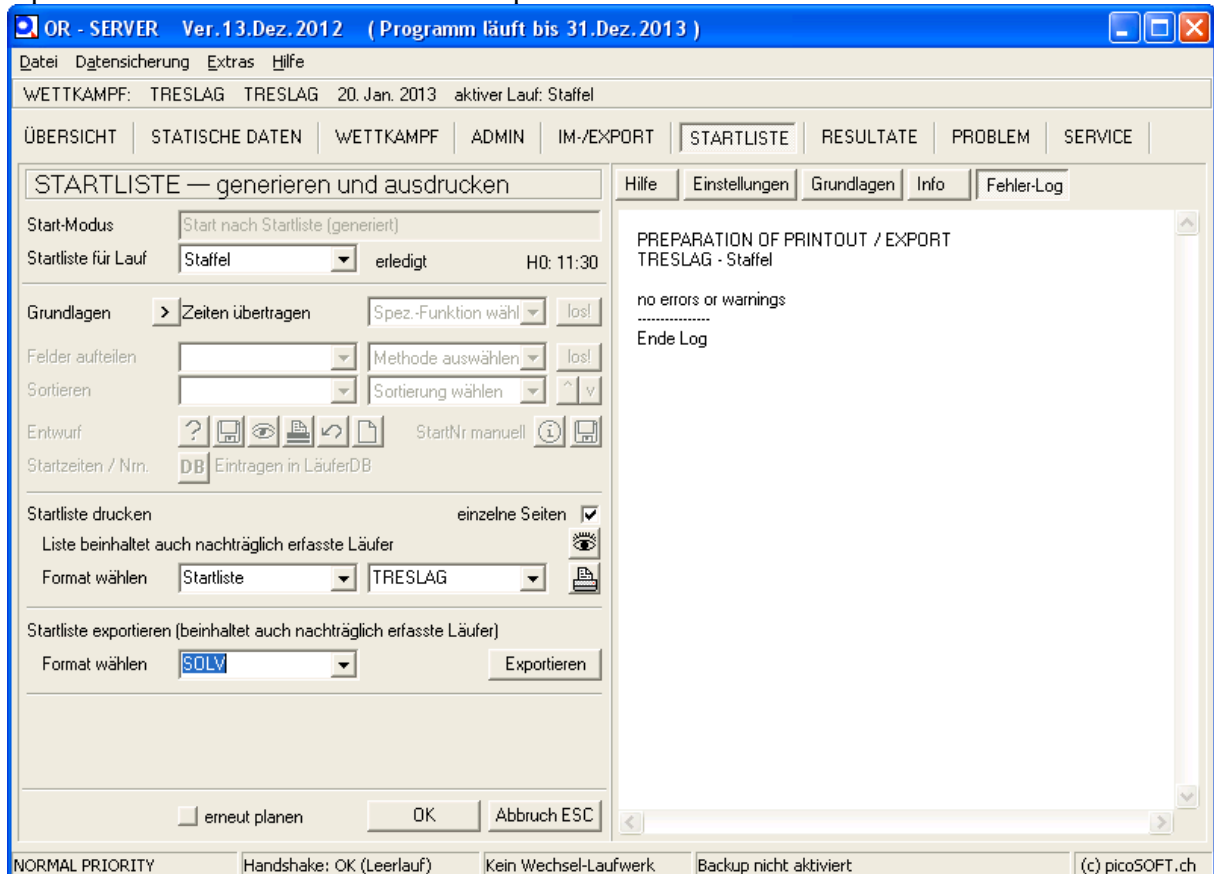 OR - SERVER Ver.13.Dez.2012 ( Programm läuft bis 31.Dez.2013 )
Datei Datensicherung Extras Hilfe
WETTKAMPF: TRESLAG TRESLAG 20. Jan. 2013 aktiver Lauf: Staffel
ÜBERSICHT STATISCHE DATEN WETTKAMPF ADMIN IM-/EXPORT STARTLISTE RESULTATE PROBLEM SERVICE
STARTLISTE — generieren und ausdrucken
Start-Modus Start nach Startliste (generiert)
Startliste für Lauf Staffel erledigt H0: 11:30
Grundlagen > Zeiten übertragen Spez.-Funktion wähl los!
Felder aufteilen Methode auswählen los!
Sortieren Sortierung wählen ^ v
Entwurf ? StartNr manuell i
Startzeiten / Nrn. DB Eintragen in LäuferDB
Startliste drucken einzelne Seiten
Liste beinhaltet auch nachträglich erfasste Läufer
Format wählen Startliste TRESLAG
Startliste exportieren (beinhaltet auch nachträglich erfasste Läufer)
Format wählen SOLV Exportieren
erneut planen OK Abbruch ESC
Hilfe Einstellungen Grundlagen Info Fehler-Log
PREPARATION OF PRINTOUT / EXPORT
TRESLAG - Staffel
no errors or warnings
----------------
Ende Log
NORMAL PRIORITY Handshake: OK (Leerlauf) Kein Wechsel-Laufwerk Backup nicht aktiviert (c) picoSOFT.ch